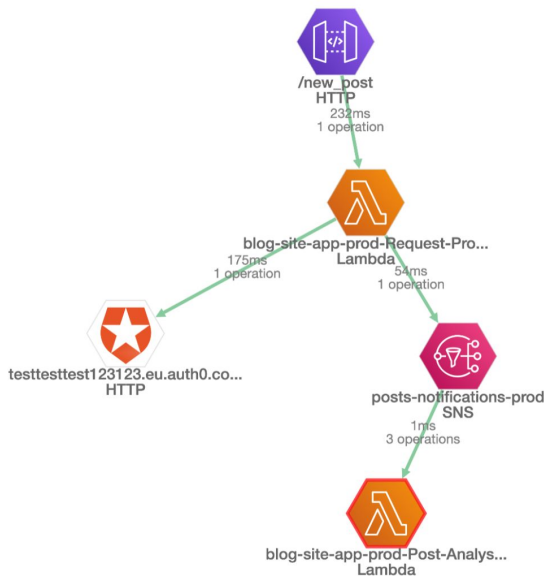 /new_post
HTTP
232ms
1 operation
blog-site-app-prod-Request-Pro...
Lambda
175ms
1 operation
54ms
1 operation
testtesttest123123.eu.auth0.co...
HTTP
posts-notifications-prod
SNS
1ms
3 operations
blog-site-app-prod-Post-Analys...
Lambda